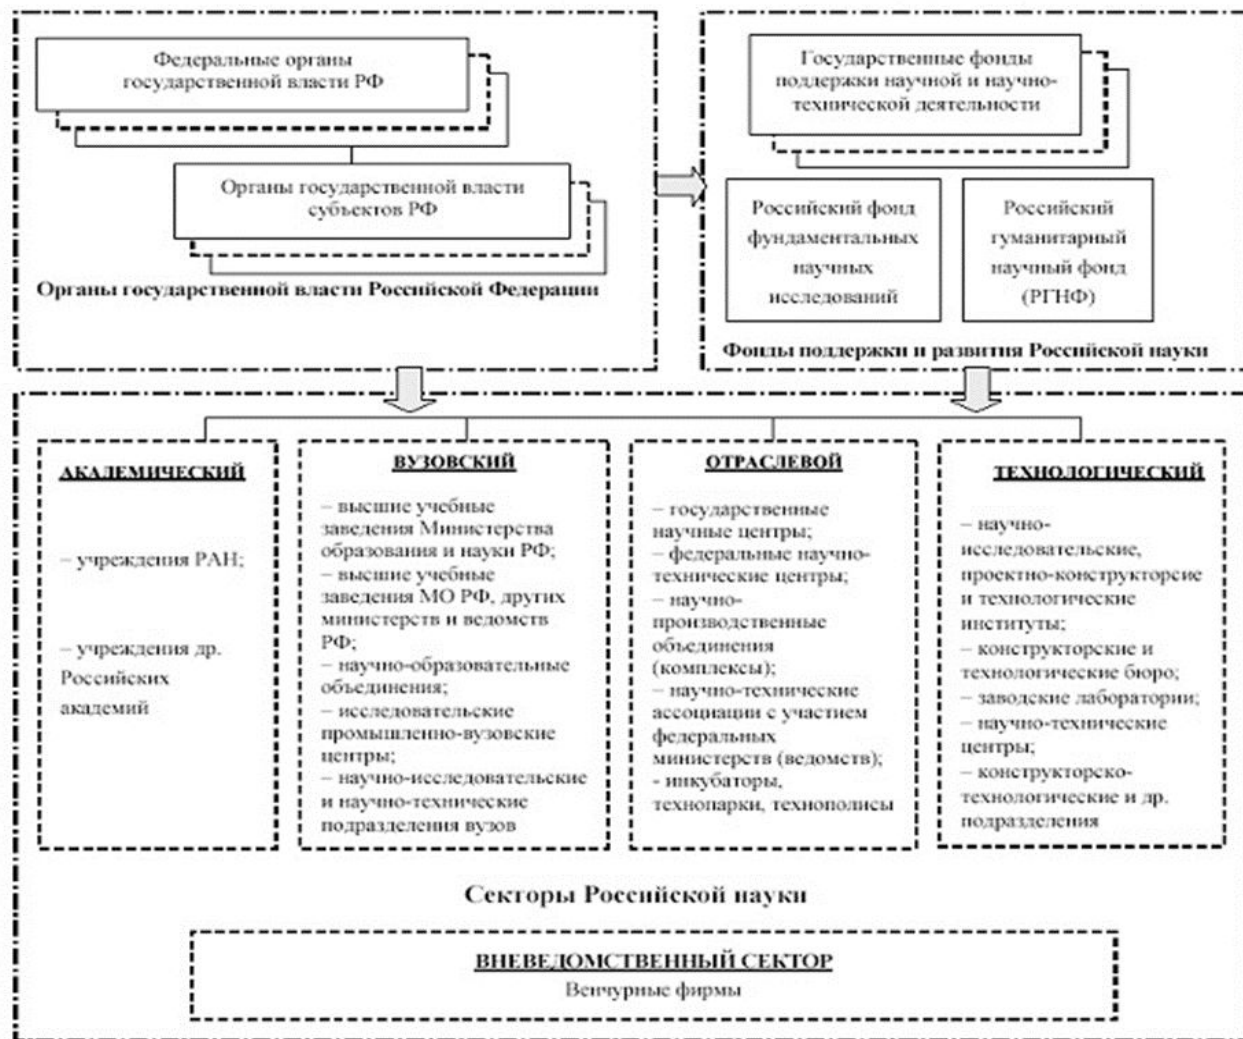 Федеральные органы
государственной власти РФ
Органы государственной власти
субъектов РФ
Органы государственной власти Российской Федерации
Государственные фонды
поддержки научной и научно-
технической деятельности
Российский фонд
фундаментальных
научных
исследований
Российский
гуманитарный
научный фонд
(РГНФ)
Фонды поддержки и развития Российской науки
АКАДЕМИЧЕСКИЙ
– учреждения РАН;
– учреждения др.
Российских
академий
ВУЗОВСКИЙ
– высшие учебные
заведения Министерства
образования и науки РФ;
– высшие учебные
заведения МО РФ, других
министерств и ведомств
РФ;
– научно-образовательные
объединения;
– исследовательские
промышленно-вузовские
центры;
– научно-исследовательские
и научно-технические
подразделения вузов
ОТРАСЛЕВОЙ
– государственные
научные центры;
– федеральные научно-
технические центры;
– научно-
производственные
объединения
(комплексы);
– научно-технические
ассоциации с участием
федеральных
министерств (ведомств);
- инкубаторы,
технопарки, технополисы
ТЕХНОЛОГИЧЕСКИЙ
– научно-
исследовательские,
проектно-конструкторсие
и технологические
институты;
– конструкторские и
технологические бюро;
– заводские лаборатории;
– научно-технические
центры;
– конструкторско-
технологические и др.
подразделения
Секторы Российской науки
ВНЕВЕДОМСТВЕННЫЙ СЕКТОР
Венчурные фирмы